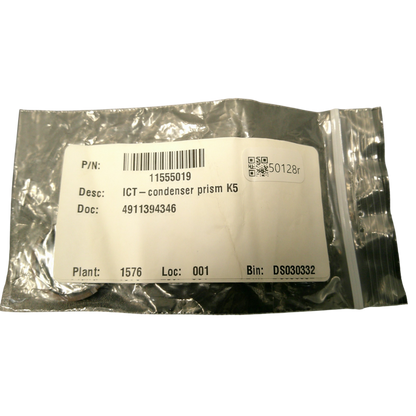 P/N:
11555019
50128r
Desc: ICT-condenser prism K5
Doc: 4911394346
Plant: 1576 Loc: 001 Bin: DS030332